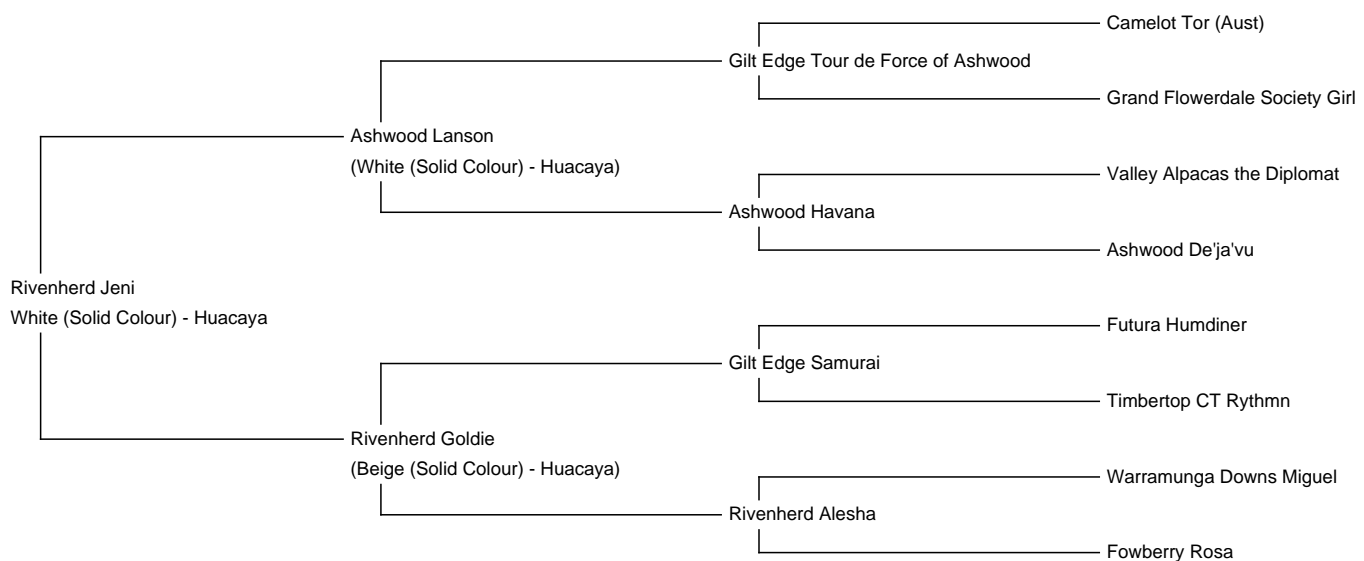 Camelot Tor (Aust)
Gilt Edge Tour de Force of Ashwood
Grand Flowerdale Society Girl
Ashwood Lanson
(White (Solid Colour) - Huacaya)
Valley Alpacas the Diplomat
Ashwood Havana
Ashwood De'ja'vu
Rivenherd Jeni
White (Solid Colour) - Huacaya
Futura Humdiner
Gilt Edge Samurai
Timbertop CT Rythmn
Rivenherd Goldie
(Beige (Solid Colour) - Huacaya)
Warramunga Downs Miguel
Rivenherd Alesha
Fowberry Rosa